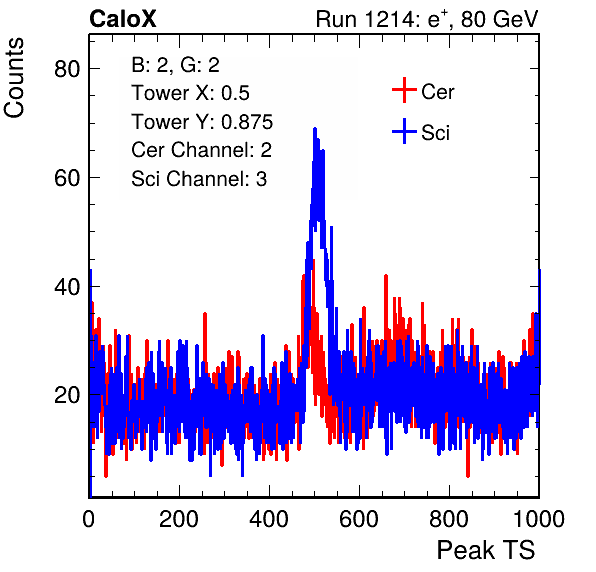 CaloX
Run 1214: e⁺, 80 GeV
Counts
B: 2, G: 2
Tower X: 0.5
Tower Y: 0.875
Cer Channel: 2
Sci Channel: 3
Cer
Sci
80
60
40
20
0 200 400 600 800 1000
Peak TS